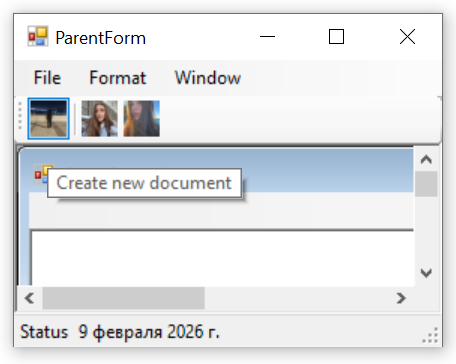 ParentForm
File Format Window
Create new document
Status 9 февраля 2026 г.